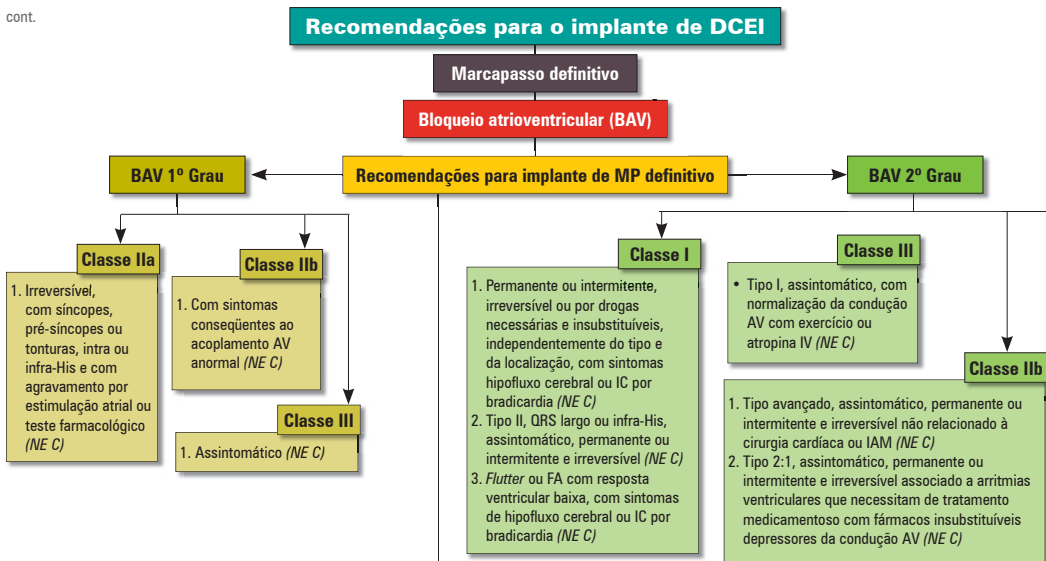 cont.
Recomendações para o implante de DCEI
Marcapasso definitivo
Bloqueio atrioventricular (BAV)
BAV 1º Grau
Recomendações para implante de MP definitivo
BAV 2º Grau
Classe IIa
1. Irreversível,
com síncopes,
pré-síncopes ou
tonturas, intra ou
infra-His e com
agravamento por
estimulação atrial ou
teste farmacológico
(NE C)
Classe IIb
1. Com sintomas
conseqüentes ao
acoplamento AV
anormal (NE C)
Classe III
1. Assintomático (NE C)
Classe I
1. Permanente ou intermitente,
irreversível ou por drogas
necessárias e insubstituíveis,
independentemente do tipo e
da localização, com sintomas
hipofluxo cerebral ou IC por
bradicardia (NE C)
2. Tipo II, QRS largo ou infra-His,
assintomático, permanente ou
intermitente e irreversível (NE C)
3. Flutter ou FA com resposta
ventricular baixa, com sintomas
de hipofluxo cerebral ou IC por
bradicardia (NE C)
Classe III
• Tipo I, assintomático, com
normalização da condução
AV com exercício ou
atropina IV (NE C)
Classe IIb
1. Tipo avançado, assintomático, permanente ou
intermitente e irreversível não relacionado à
cirurgia cardíaca ou IAM (NE C)
2. Tipo 2:1, assintomático, permanente ou
intermitente e irreversível associado a arritmias
ventriculares que necessitam de tratamento
medicamentoso com fármacos insubstituíveis
depressores da condução AV (NE C)